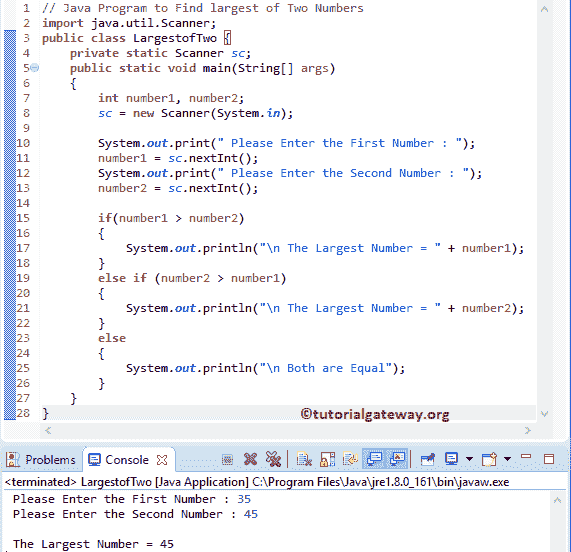 1 // Java Program to Find largest of Two Numbers
2 import java.util.Scanner;
3 public class LargestofTwo {
4 private static Scanner sc;
5 public static void main(String[] args)
6 {
7 int number1, number2;
8 sc = new Scanner(System.in);
9
10 System.out.print(" Please Enter the First Number : ");
11 number1 = sc.nextInt();
12 System.out.print(" Please Enter the Second Number : ");
13 number2 = sc.nextInt();
14
15 if(number1 > number2)
16 {
17 System.out.println("\n The Largest Number = " + number1);
18 }
19 else if (number2 > number1)
20 {
21 System.out.println("\n The Largest Number = " + number2);
22 }
23 else
24 {
25 System.out.println("\n Both are Equal");
26 }
27 }
28 }
©tutorialgateway.org
Problems Console
<terminated> LargestofTwo [Java Application] C:\Program Files\Java\jre1.8.0_161\bin\javaw.exe
Please Enter the First Number : 35
Please Enter the Second Number : 45
The Largest Number = 45